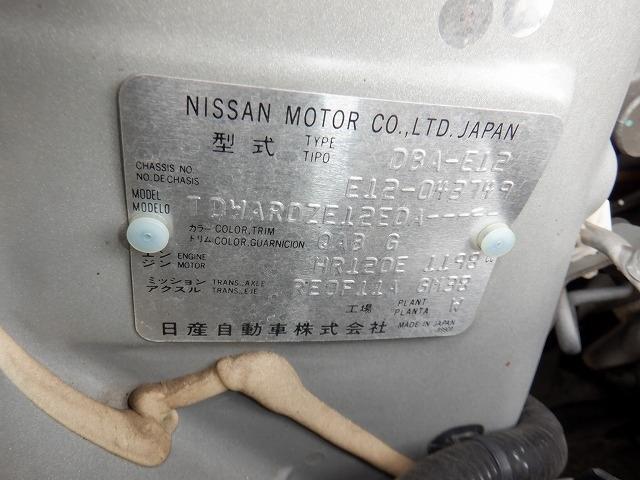 NISSAN MOTOR CO.,LTD. JAPAN
型式 TYPE TIPO DBA-E12
CHASSIS NO. NO.DE CHASIS E12-043749
MODEL MODELO TDWARDZE12EDA-----
カラー COLOR,TRIM トリム COLOR,GUARNICION QAB G
エンジン ENGINE MOTOR HR12DE 1198 cc
ミッション TRANS.,AXLE アクスル TRANS.,EJE RE0F11A GM38
工場 PLANT PLANTA
日産自動車株式会社 MADE IN JAPAN